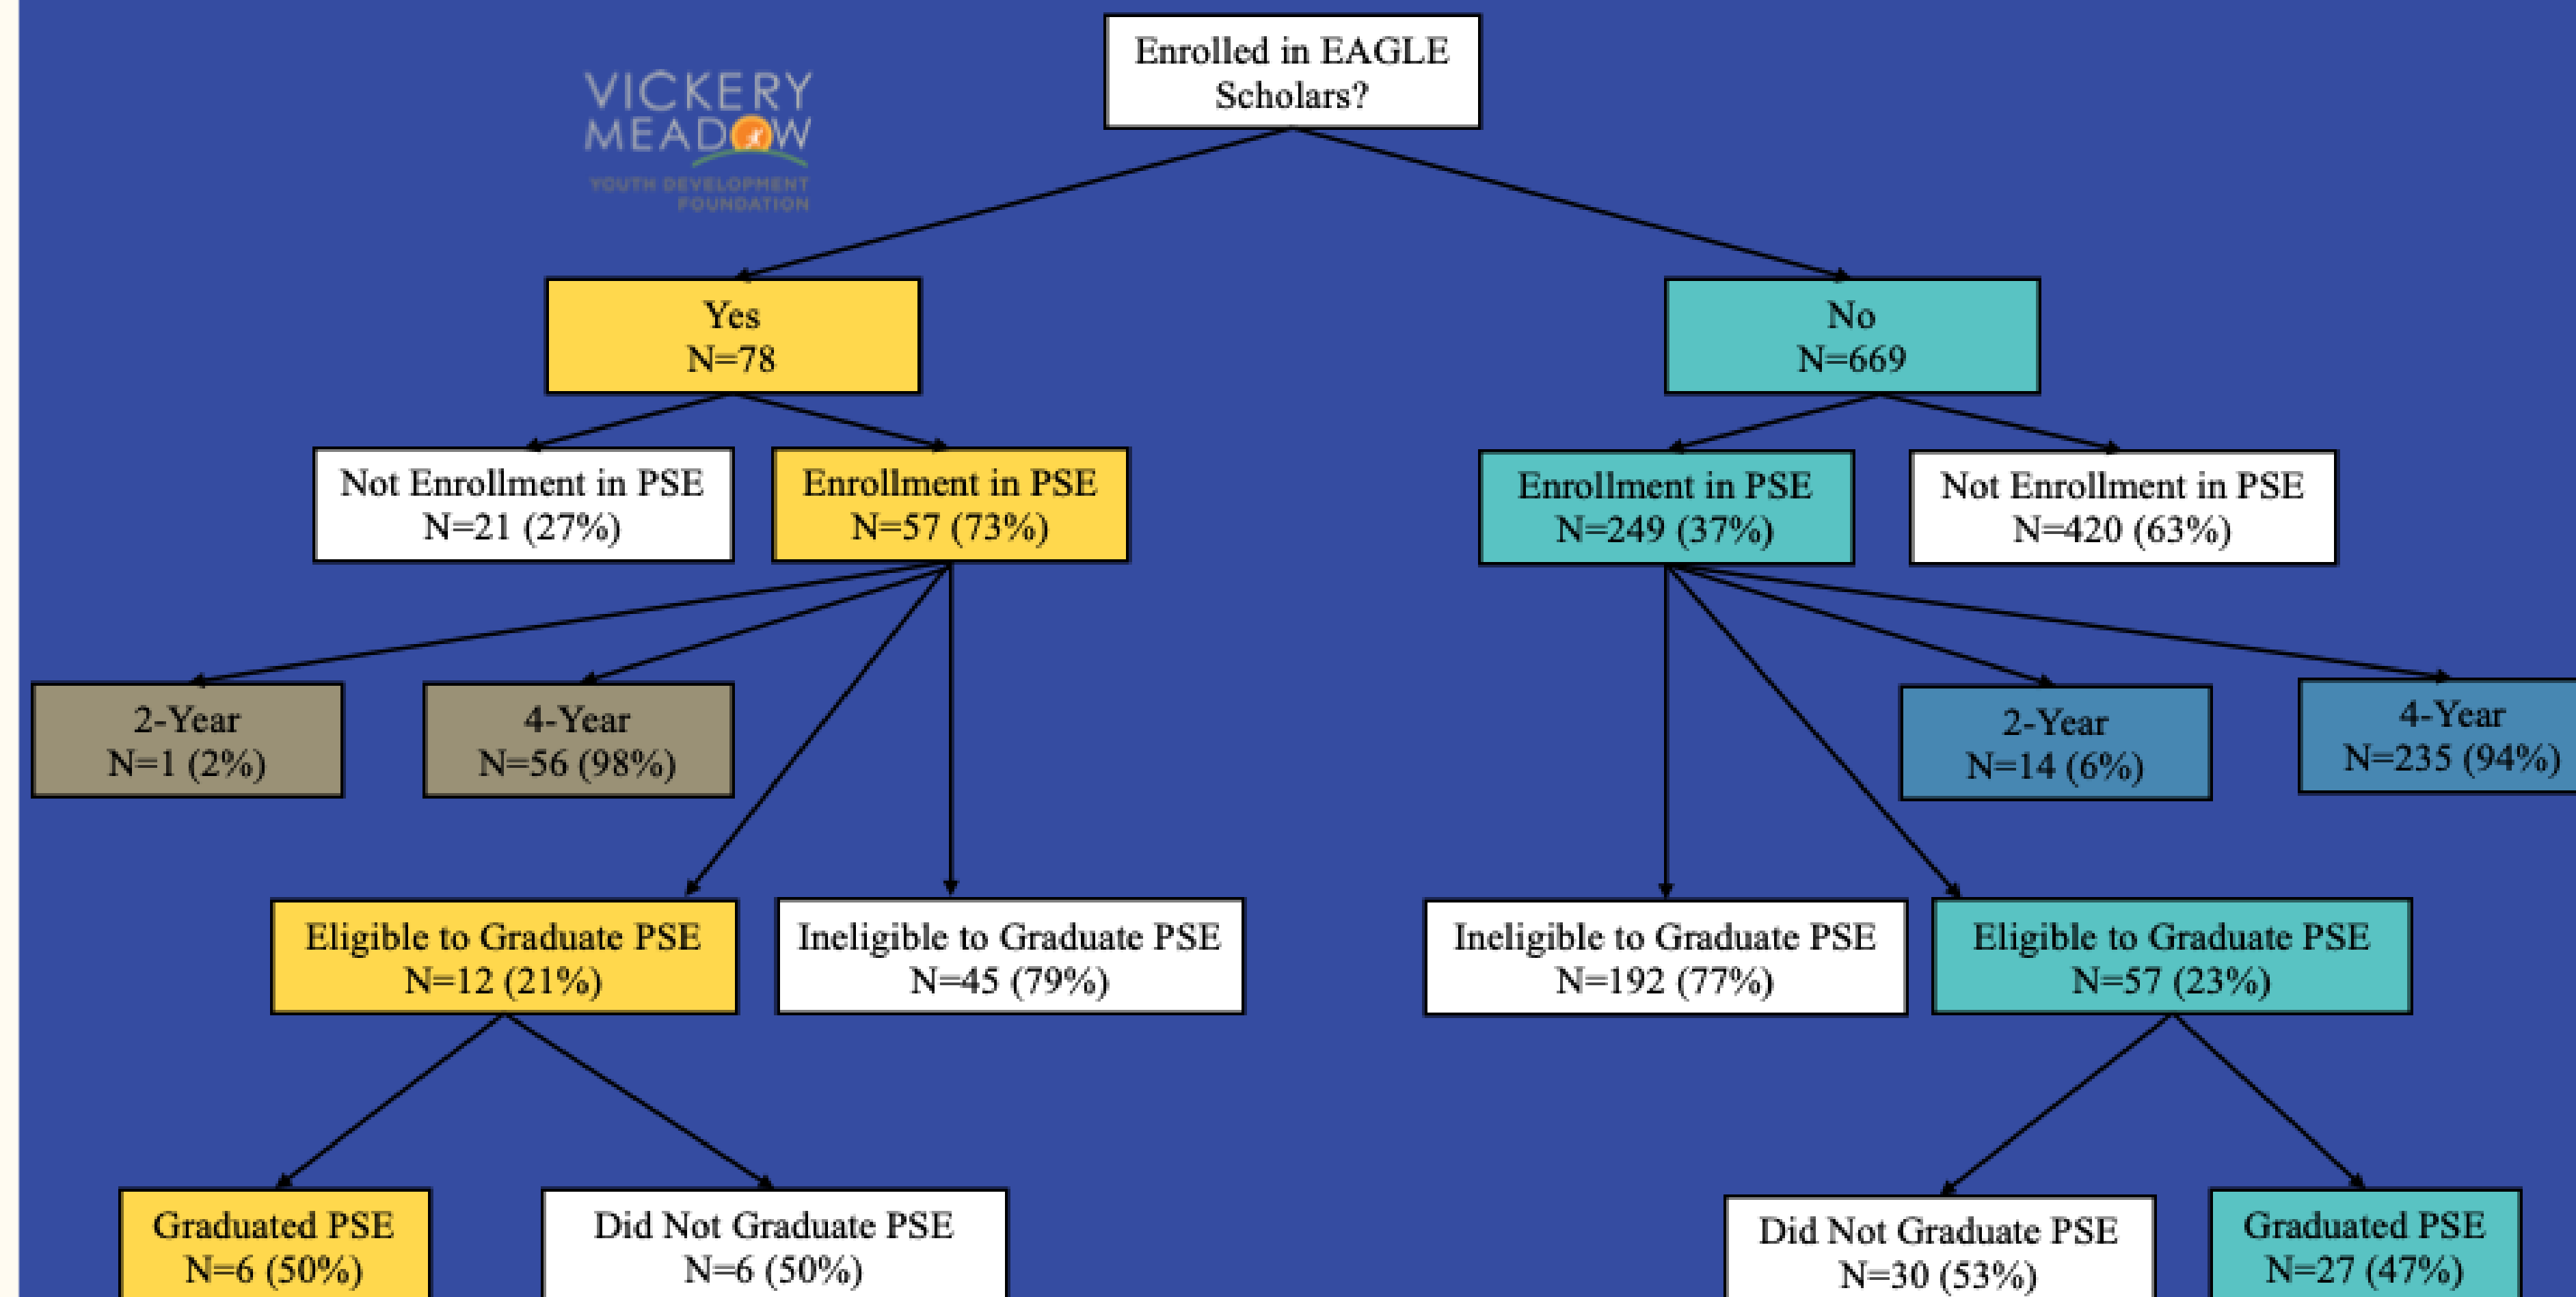 Enrolled in EAGLE
Scholars?
VICKERY
MEADOW
YOUTH DEVELOPMENT
FOUNDATION
Yes
N=78
No
N=669
Not Enrollment in PSE
N=21 (27%)
Enrollment in PSE
N=57 (73%)
Enrollment in PSE
N=249 (37%)
Not Enrollment in PSE
N=420 (63%)
2-Year
N=1 (2%)
4-Year
N=56 (98%)
2-Year
N=14 (6%)
4-Year
N=235 (94%)
Eligible to Graduate PSE
N=12 (21%)
Ineligible to Graduate PSE
N=45 (79%)
Ineligible to Graduate PSE
N=192 (77%)
Eligible to Graduate PSE
N=57 (23%)
Graduated PSE
N=6 (50%)
Did Not Graduate PSE
N=6 (50%)
Did Not Graduate PSE
N=30 (53%)
Graduated PSE
N=27 (47%)